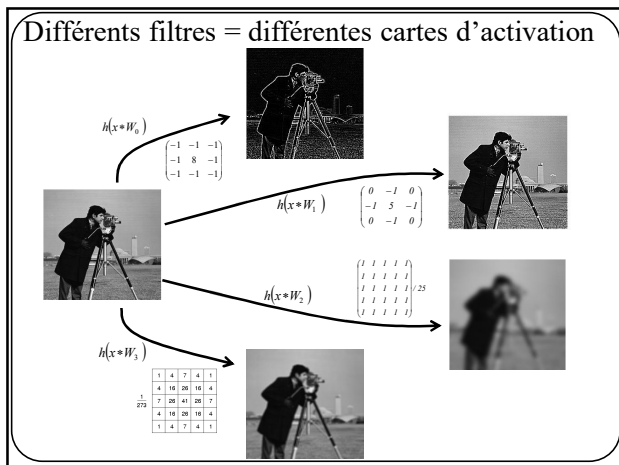 Différents filtres = différentes cartes d’activation
h(x*W₀)
(−1 −1 −1)
(−1 8 −1)
(−1 −1 −1)
h(x*W₁)
(0 −1 0)
(−1 5 −1)
(0 −1 0)
h(x*W₂)
(1 1 1 1 1)
(1 1 1 1 1)
(1 1 1 1 1) / 25
(1 1 1 1 1)
(1 1 1 1 1)
h(x*W₃)
1/273
1 4 7 4 1
4 16 26 16 4
7 26 41 26 7
4 16 26 16 4
1 4 7 4 1